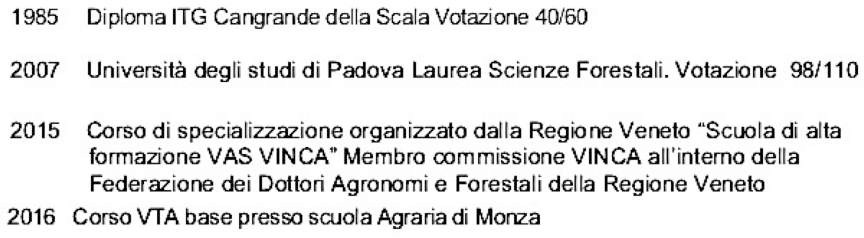 1985 Diploma ITG Cangrande della Scala Votazione 40/60
2007 Università degli studi di Padova Laurea Scienze Forestali. Votazione 98/110
2015 Corso di specializzazione organizzato dalla Regione Veneto “Scuola di alta
formazione VAS VINCA” Membro commissione VINCA all'interno della
Federazione dei Dottori Agronomi e Forestali della Regione Veneto
2016 Corso VTA base presso scuola Agraria di Monza